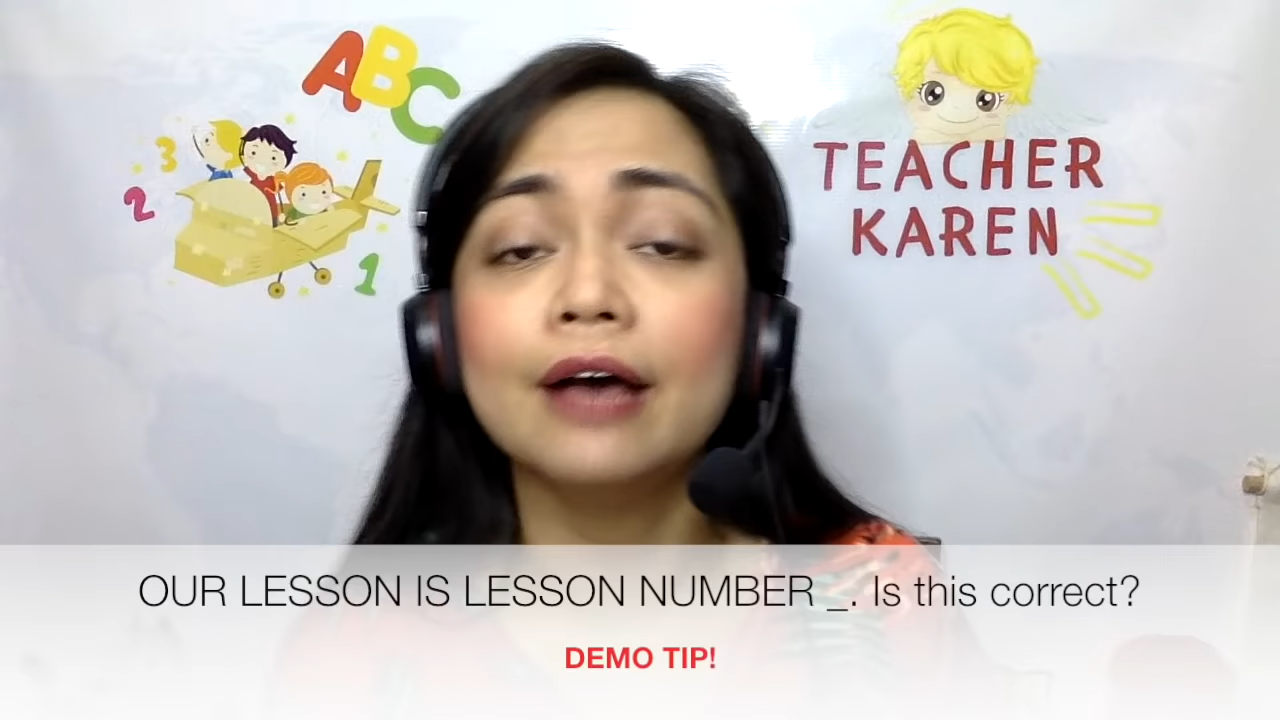 ABC
3
2
1
TEACHER
KAREN
OUR LESSON IS LESSON NUMBER _. Is this correct?
DEMO TIP!